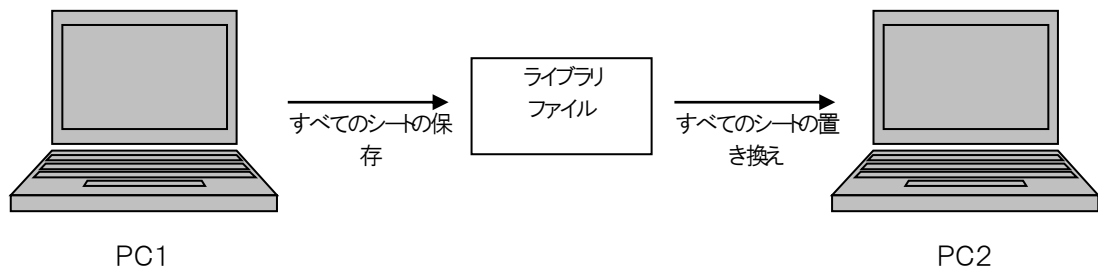 ライブラリ
ファイル
すべてのシートの保
存
すべてのシートの置
き換え
PC1
PC2